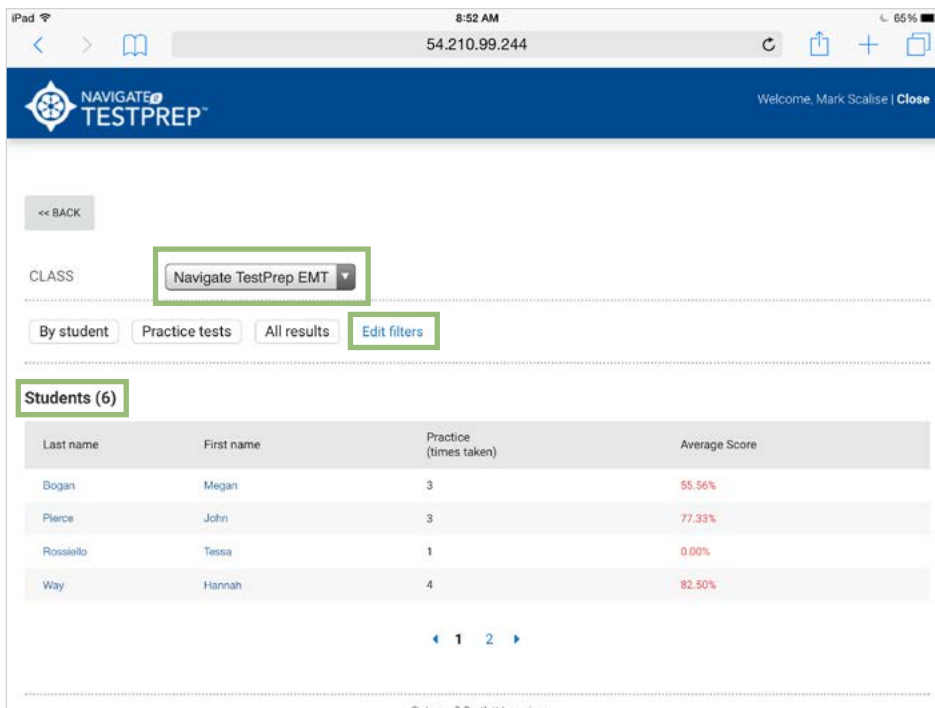 iPad 8:52 AM 65%
54.210.99.244
NAVIGATE 2
TESTPREP™
Welcome, Mark Scalise | Close
<< BACK
CLASS Navigate TestPrep EMT
By student Practice tests All results Edit filters
Students (6)
Last name First name Practice (times taken) Average Score
Bogan Megan 3 55.56%
Pierce John 3 77.33%
Rossiello Tessa 1 0.00%
Way Hannah 4 82.50%
1 2